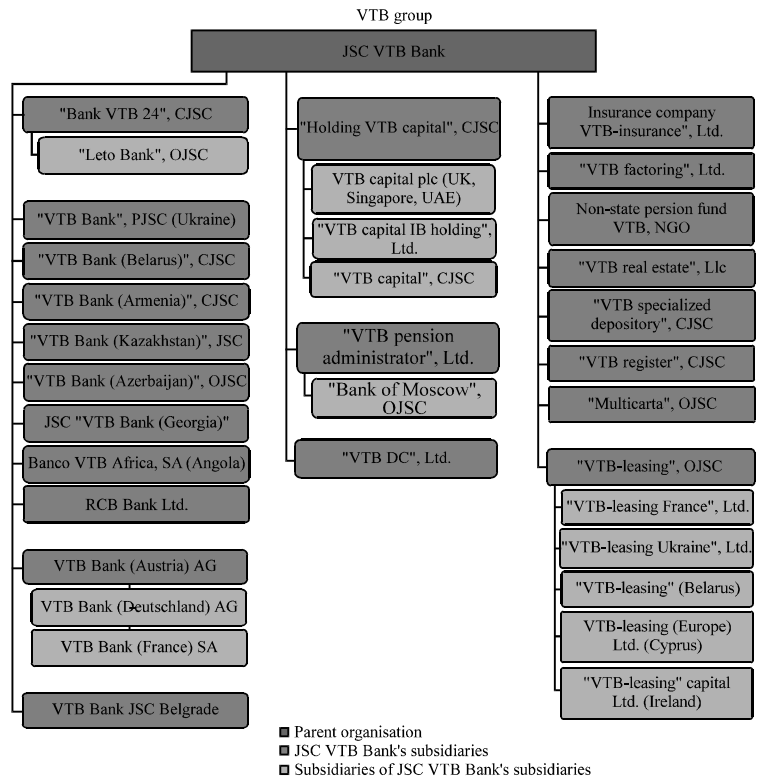 VTB group
JSC VTB Bank
"Bank VTB 24", CJSC
"Leto Bank", OJSC
"VTB Bank", PJSC (Ukraine)
"VTB Bank (Belarus)", CJSC
"VTB Bank (Armenia)", CJSC
"VTB Bank (Kazakhstan)", JSC
"VTB Bank (Azerbaijan)", OJSC
JSC "VTB Bank (Georgia)"
Banco VTB Africa, SA (Angola)
RCB Bank Ltd.
VTB Bank (Austria) AG
VTB Bank (Deutschland) AG
VTB Bank (France) SA
VTB Bank JSC Belgrade
"Holding VTB capital", CJSC
VTB capital plc (UK,
Singapore, UAE)
"VTB capital IB holding",
Ltd.
"VTB capital", CJSC
"VTB pension
administrator", Ltd.
"Bank of Moscow",
OJSC
"VTB DC", Ltd.
Insurance company
VTB-insurance", Ltd.
"VTB factoring", Ltd.
Non-state persion fund
VTB, NGO
"VTB real estate", Llc
"VTB specialized
depository", CJSC
"VTB register", CJSC
"Multicarta", OJSC
"VTB-leasing", OJSC
"VTB-leasing France", Ltd.
"VTB-leasing Ukraine", Ltd.
"VTB-leasing" (Belarus)
VTB-leasing (Europe)
Ltd. (Cyprus)
"VTB-leasing" capital
Ltd. (Ireland)
Parent organisation
JSC VTB Bank's subsidiaries
Subsidiaries of JSC VTB Bank's subsidiaries